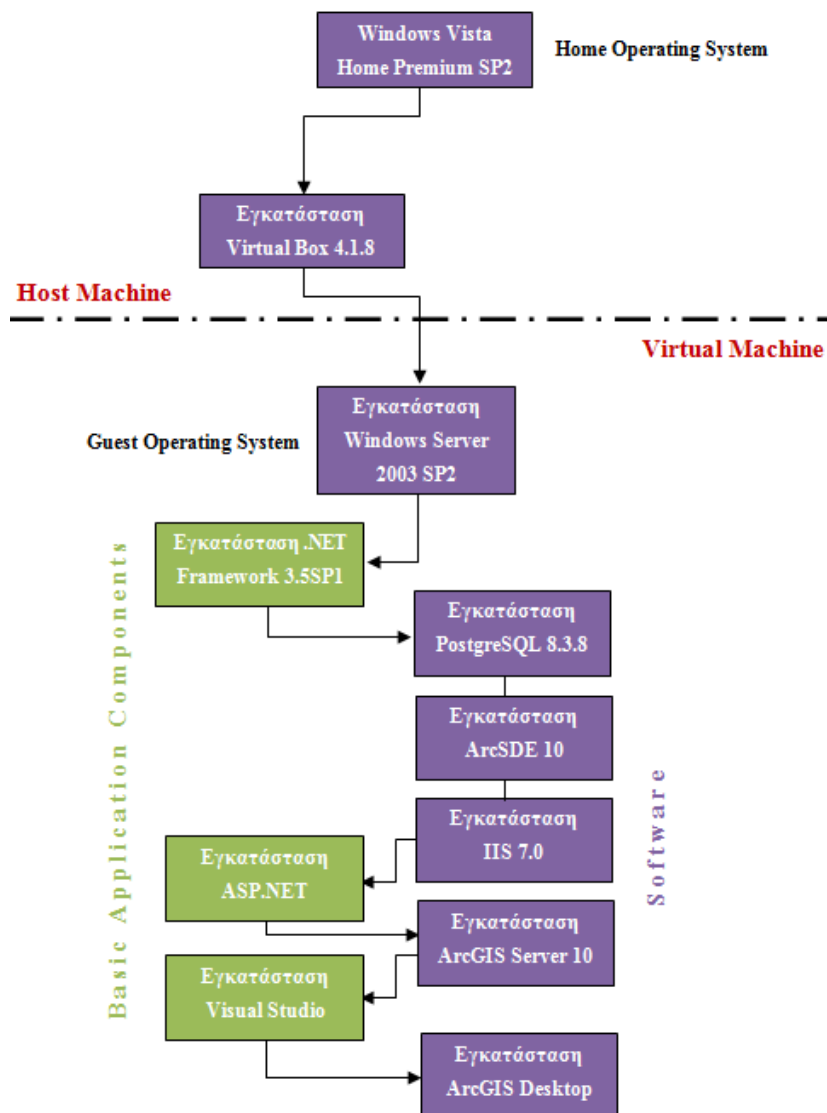 Windows Vista
Home Premium SP2
Home Operating System
Εγκατάσταση
Virtual Box 4.1.8
Host Machine
Virtual Machine
Εγκατάσταση
Windows Server
2003 SP2
Guest Operating System
Εγκατάσταση .NET
Framework 3.5SP1
Εγκατάσταση
PostgreSQL 8.3.8
Εγκατάσταση
ArcSDE 10
Εγκατάσταση
IIS 7.0
Εγκατάσταση
ASP.NET
Εγκατάσταση
ArcGIS Server 10
Εγκατάσταση
Visual Studio
Εγκατάσταση
ArcGIS Desktop
Basic Application Components
Software